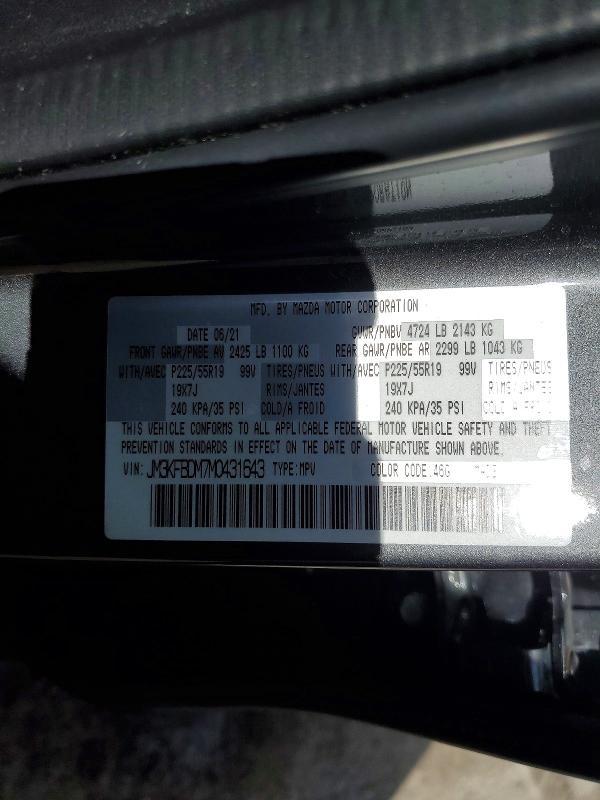 MFD. BY MAZDA MOTOR CORPORATION
DATE 06/21 GVWR/PNBV 4724 LB 2143 KG
FRONT GAWR/PNBE AV 2425 LB 1100 KG REAR GAWR/PNBE AR 2299 LB 1043 KG
WITH/AVEC P225/55R19 99V TIRES/PNEUS WITH/AVEC P225/55R19 99V TIRES/PNEUS
19X7J RIMS/JANTES 19X7J RIMS/JANTES
240 KPA/35 PSI COLD/A FROID 240 KPA/35 PSI COLD/A FROID
THIS VEHICLE CONFORMS TO ALL APPLICABLE FEDERAL MOTOR VEHICLE SAFETY AND THEFT
PREVENTION STANDARDS IN EFFECT ON THE DATE OF MANUFACTURE SHOWN ABOVE.
VIN: JM3KFBDM7M0431643 TYPE: MPV COLOR CODE: 46G